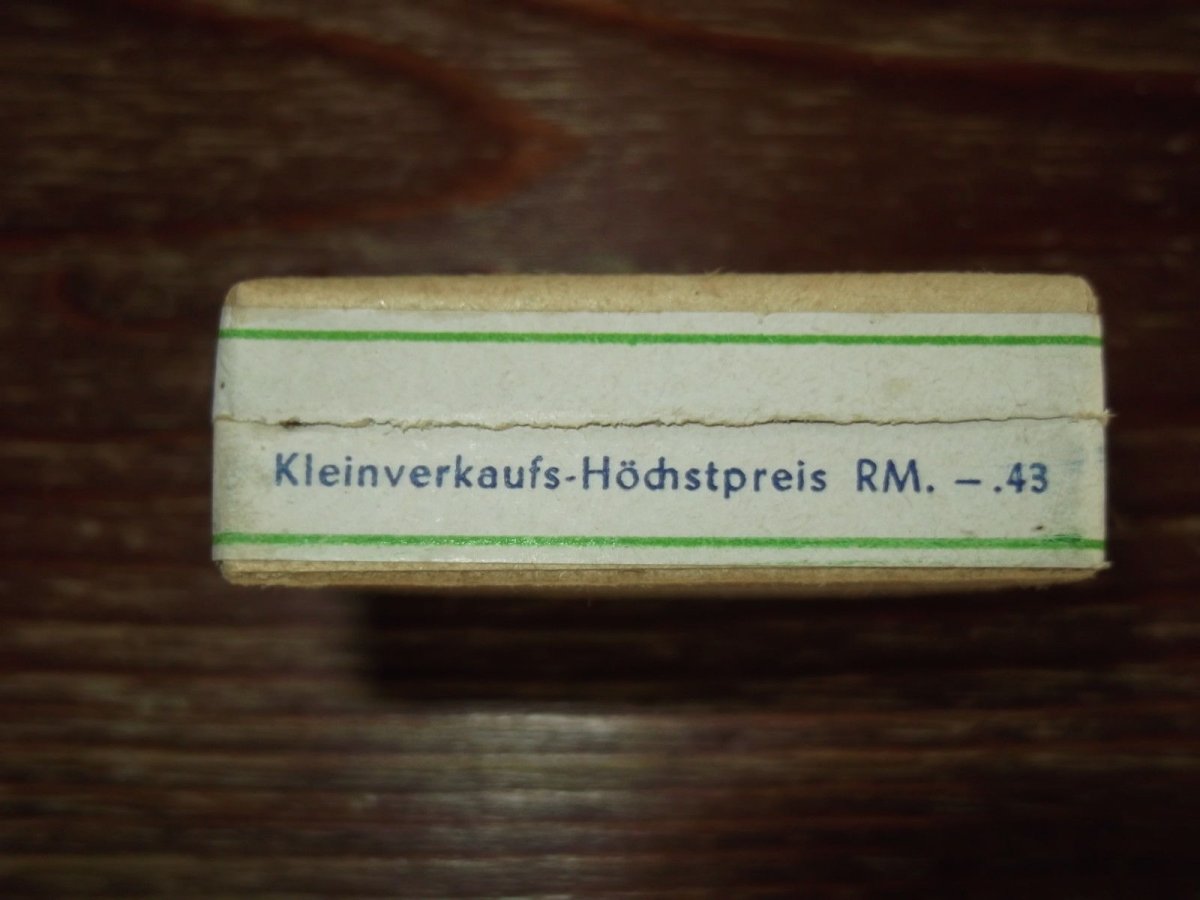 Kleinverkaufs-Höchstpreis RM. –.43